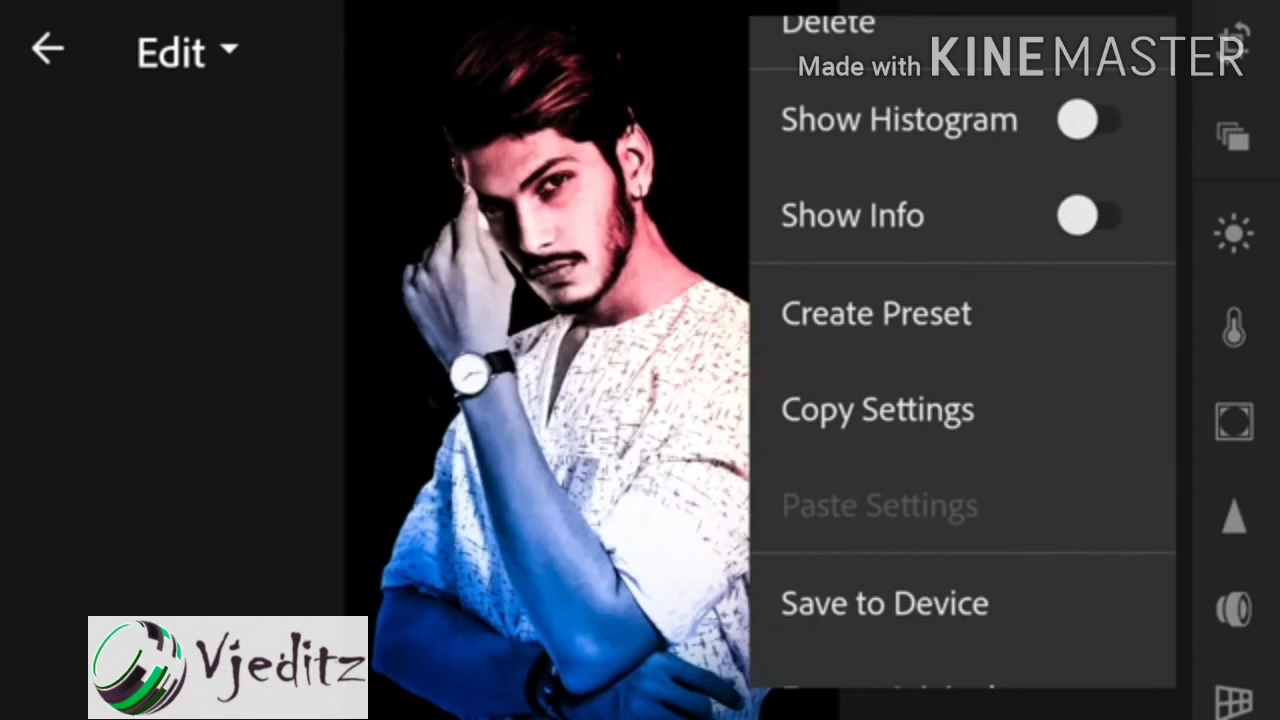 Edit
Delete
Made with KINEMASTER
Show Histogram
Show Info
Create Preset
Copy Settings
Paste Settings
Save to Device
Vjeditz